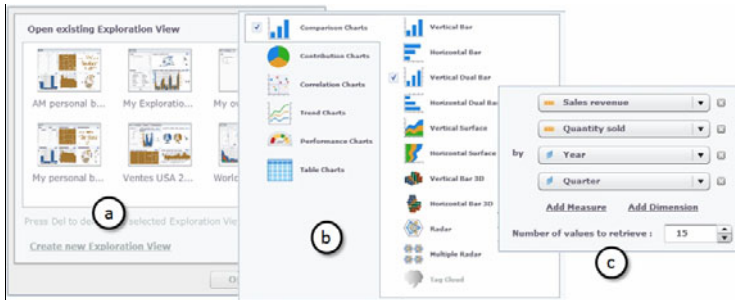 Open existing Exploration View
AM personal b...
My Exploratio...
My ov
My personal b...
Ventes USA 2...
World
Press Del to de selected Exploration Vie
Create new Exploration View
O
a
Comparison Charts
Contribution Charts
Correlation Charts
Trend Charts
Performance Charts
Table Charts
b
Vertical Bar
Horizontal Bar
Vertical Dual Bar
Horizontal Dual Ba
Vertical Surface
Horizontal Surface
Vertical Bar 3D
Horizontal Bar 3D
Radar
Multiple Radar
Tag Cloud
Sales revenue
Quantity sold
by Year
Quarter
Add Measure Add Dimension
Number of values to retrieve : 15
c